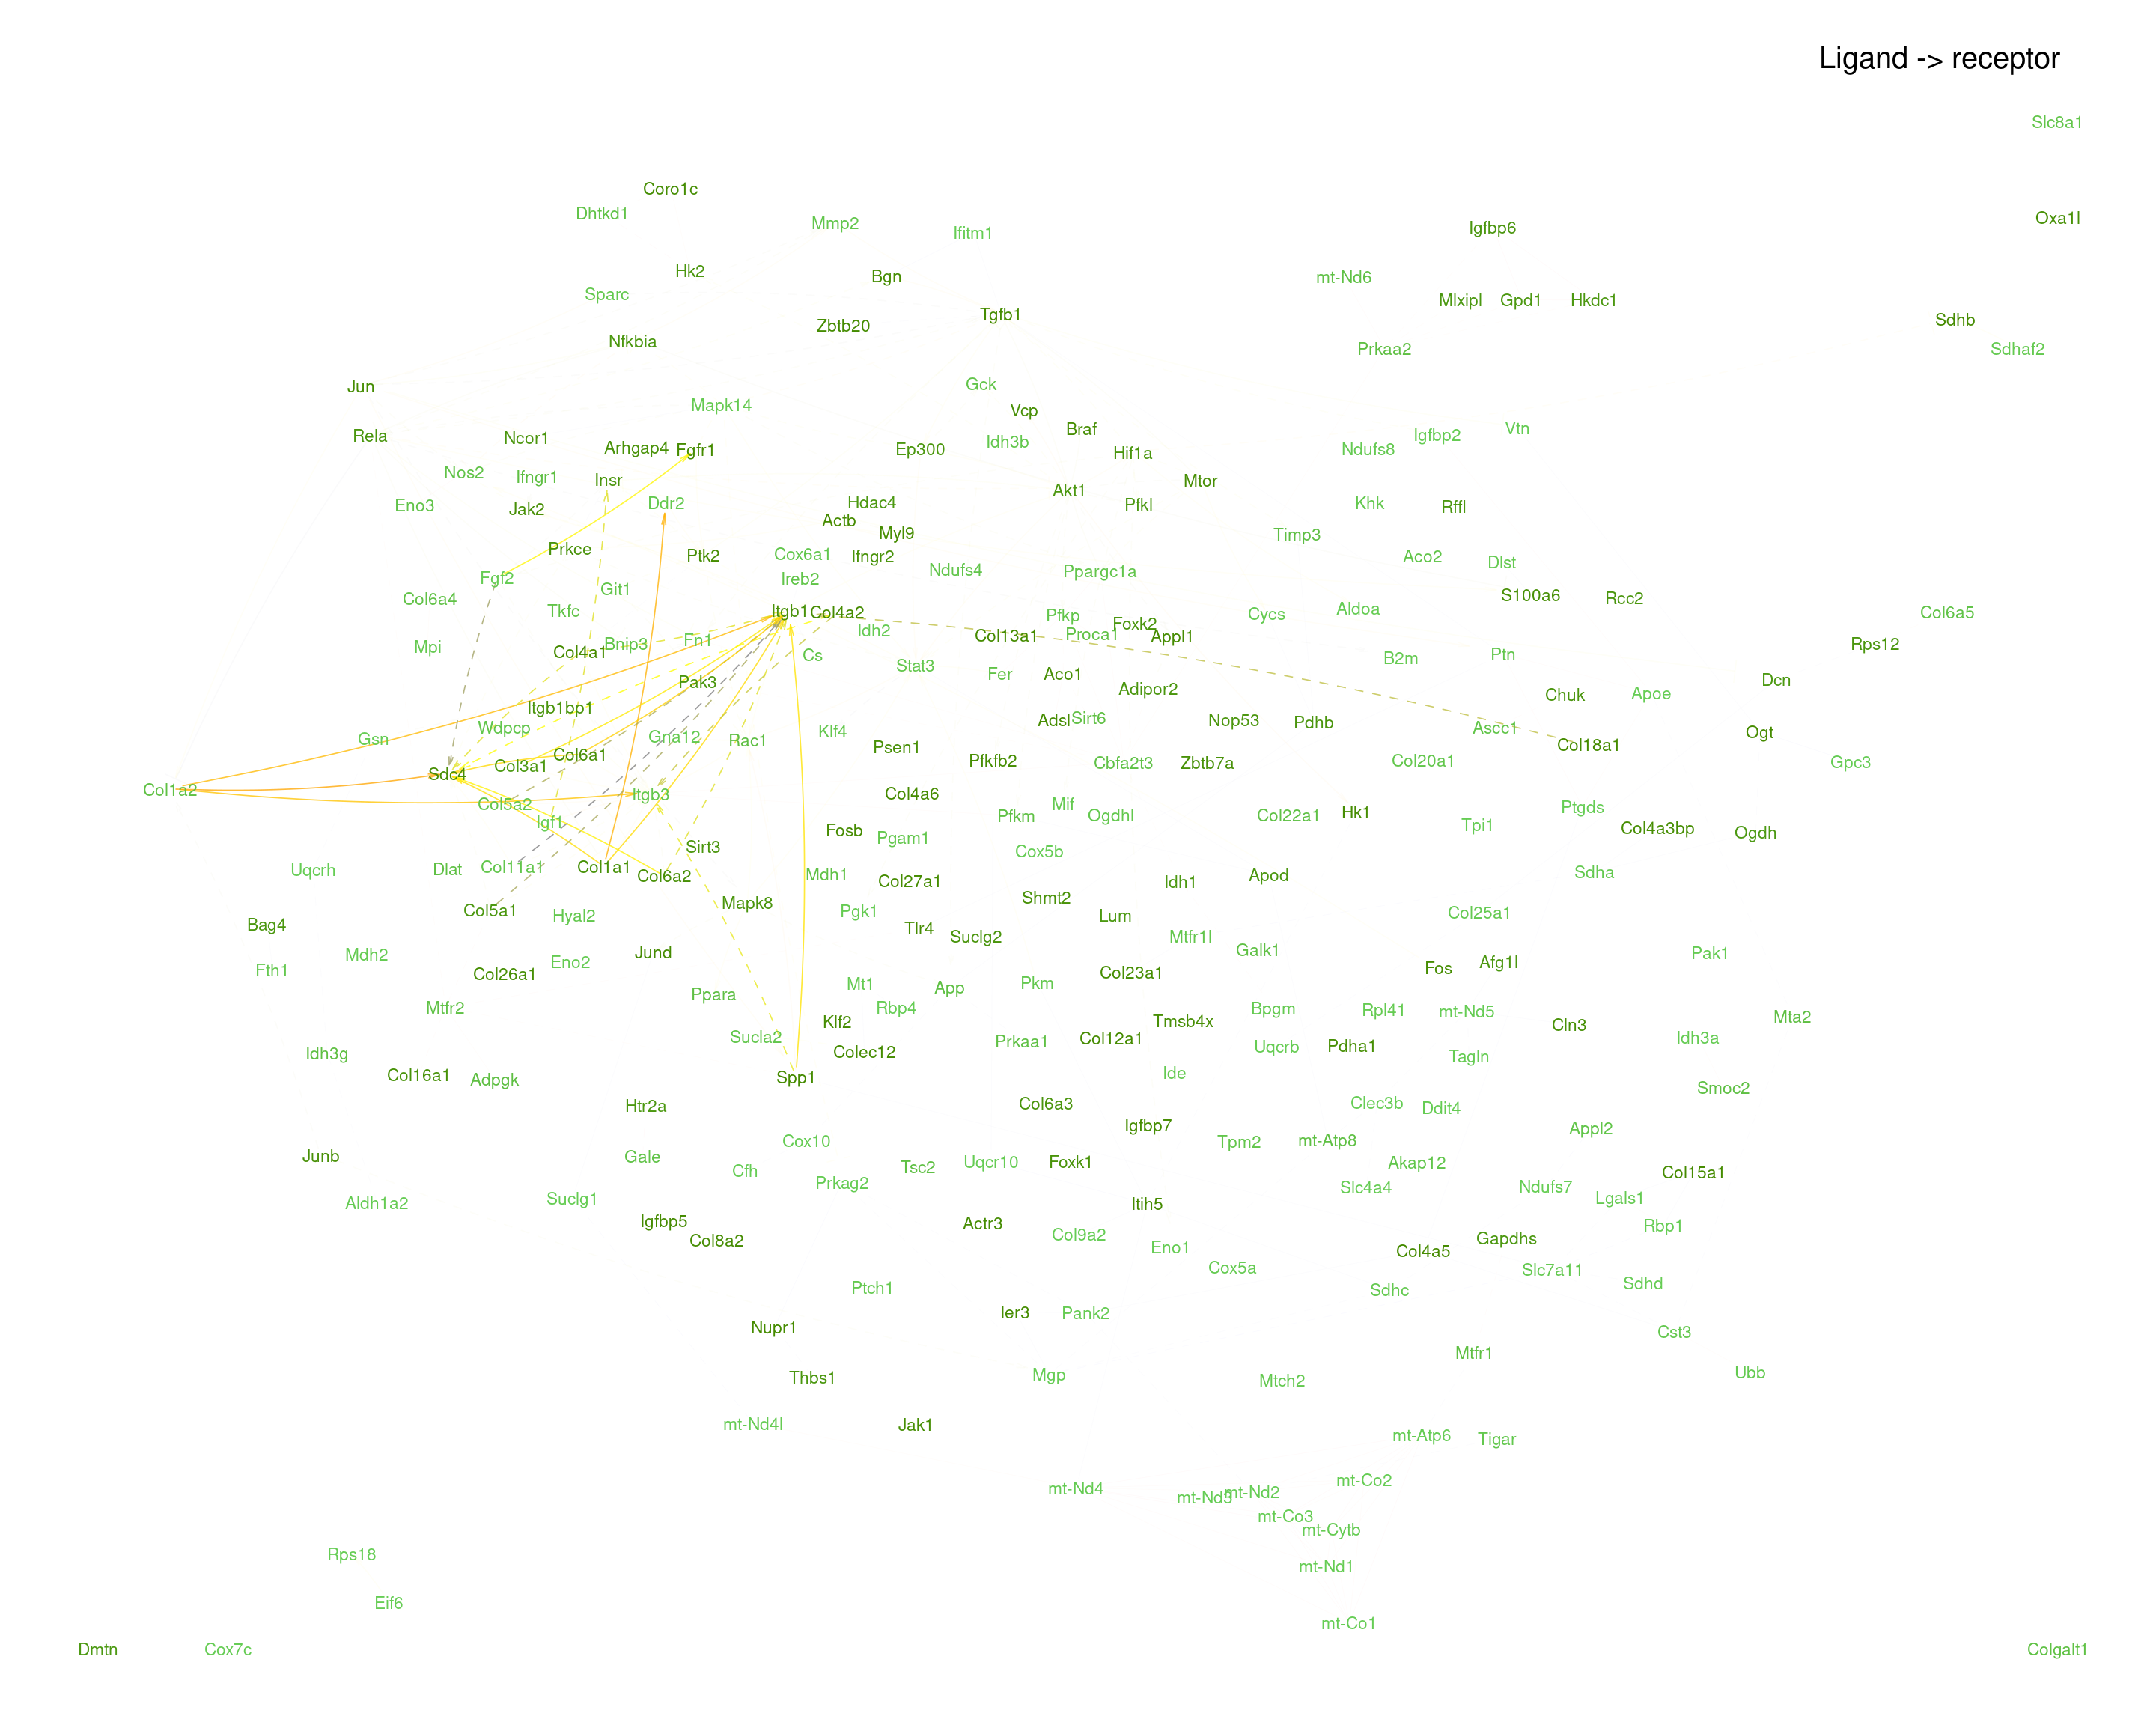 Ligand -> receptor
Slc8a1
Coro1c
Dhtkd1
Oxa1l
Mmp2
Igfbp6
Ifitm1
Hk2
Bgn
mt-Nd6
Sparc
Mlxipl Gpd1 Hkdc1
Tgfb1
Sdhb
Zbtb20
Nfkbia
Prkaa2
Sdhaf2
Jun
Gck
Mapk14
Vcp
Braf
Vtn
Rela
Igfbp2
Ncor1
Idh3b
Arhgap4
Fgfr1
Ep300
Ndufs8
Hif1a
Nos2
Ifngr1
Insr
Mtor
Akt1
Ddr2
Hdac4
Khk
Eno3
Pfkl
Rffl
Jak2
Actb
Myl9
Timp3
Prkce
Cox6a1
Ptk2
Ifngr2
Aco2
Dlst
Ndufs4
Ppargc1a
Fgf2
Ireb2
Git1
S100a6
Col6a4
Rcc2
Aldoa
Tkfc
Itgb1
Col4a2
Col6a5
Cycs
Pfkp
Foxk2
Idh2
Proca1
Col13a1
Appl1
Fn1
Bnip3
Rps12
Mpi
Col4a1
Cs
Ptn
B2m
Stat3
Fer
Aco1
Dcn
Pak3
Adipor2
Apoe
Chuk
Itgb1bp1
Sirt6
Adsl
Nop53
Pdhb
Wdpcp
Ascc1
Klf4
Ogt
Gna12
Gsn
Rac1
Col18a1
Psen1
Col6a1
Pfkfb2
Col20a1
Gpc3
Cbfa2t3
Zbtb7a
Col3a1
Sdc4
Col1a2
Itgb3
Col4a6
Col5a2
Mif
Ptgds
Hk1
Pfkm
Ogdhl
Col22a1
Igf1
Tpi1
Col4a3bp
Fosb
Ogdh
Pgam1
Sirt3
Cox5b
Col11a1
Col1a1
Uqcrh
Dlat
Sdha
Mdh1
Apod
Col6a2
Col27a1
Idh1
Shmt2
Mapk8
Col5a1
Pgk1
Col25a1
Hyal2
Lum
Bag4
Tlr4
Suclg2
Mtfr1l
Galk1
Jund
Pak1
Mdh2
Eno2
Afg1l
Fos
Fth1
Col26a1
Col23a1
Mt1
Pkm
App
Ppara
Mtfr2
Rbp4
Bpgm
Rpl41
mt-Nd5
Mta2
Klf2
Tmsb4x
Cln3
Sucla2
Col12a1
Idh3a
Prkaa1
Uqcrb
Pdha1
Colec12
Idh3g
Tagln
Ide
Col16a1
Spp1
Adpgk
Smoc2
Col6a3
Clec3b
Htr2a
Ddit4
Igfbp7
Appl2
Cox10
mt-Atp8
Tpm2
Junb
Gale
Uqcr10
Foxk1
Akap12
Tsc2
Cfh
Col15a1
Prkag2
Slc4a4
Ndufs7
Suclg1
Lgals1
Aldh1a2
Itih5
Igfbp5
Actr3
Rbp1
Col9a2
Gapdhs
Col8a2
Eno1
Col4a5
Cox5a
Slc7a11
Sdhd
Ptch1
Sdhc
Ier3
Pank2
Nupr1
Cst3
Mtfr1
Ubb
Mgp
Thbs1
Mtch2
mt-Nd4l
Jak1
mt-Atp6
Tigar
mt-Co2
mt-Nd4
mt-Nd2
mt-Nd3
mt-Co3
mt-Cytb
Rps18
mt-Nd1
Eif6
mt-Co1
Dmtn
Cox7c
Colgalt1